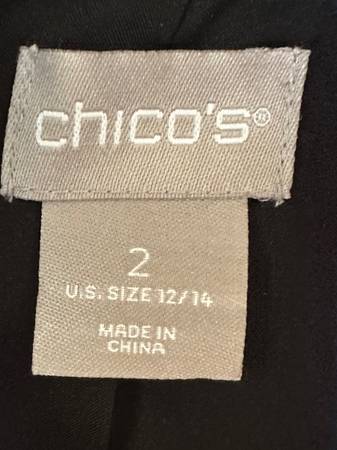 chico's®
2
U.S. SIZE 12/14
MADE IN
CHINA